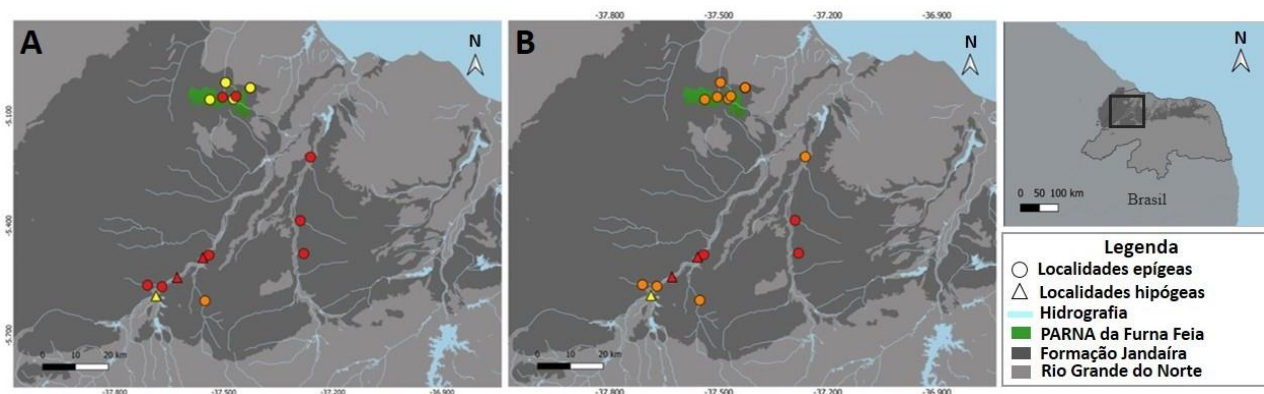 -37.800 -37.500 -37.200 -36.900
A
N
B
N
N
-5.100
-5.400
-5.700
0 10 20 km
0 10 20 km
0 50 100 km
Brasil
-37.800 -37.500 -37.200 -36.900
-37.800 -37.500 -37.200 -36.900
Legenda
Localidades epígeas
Localidades hipógeas
Hidrografia
PARNA da Furna Feia
Formação Jandaíra
Rio Grande do Norte